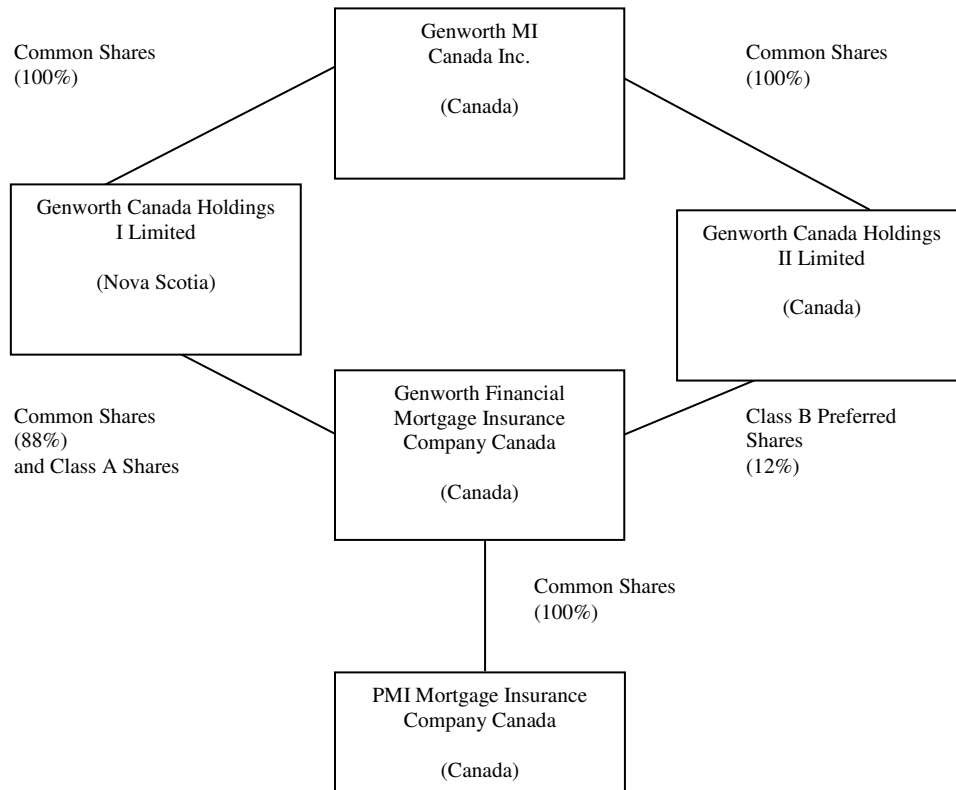 Genworth MI
Canada Inc.
(Canada)
Common Shares
(100%)
Common Shares
(100%)
Genworth Canada Holdings
I Limited
(Nova Scotia)
Genworth Canada Holdings
II Limited
(Canada)
Common Shares
(88%)
and Class A Shares
Genworth Financial
Mortgage Insurance
Company Canada
(Canada)
Class B Preferred
Shares
(12%)
Common Shares
(100%)
PMI Mortgage Insurance
Company Canada
(Canada)